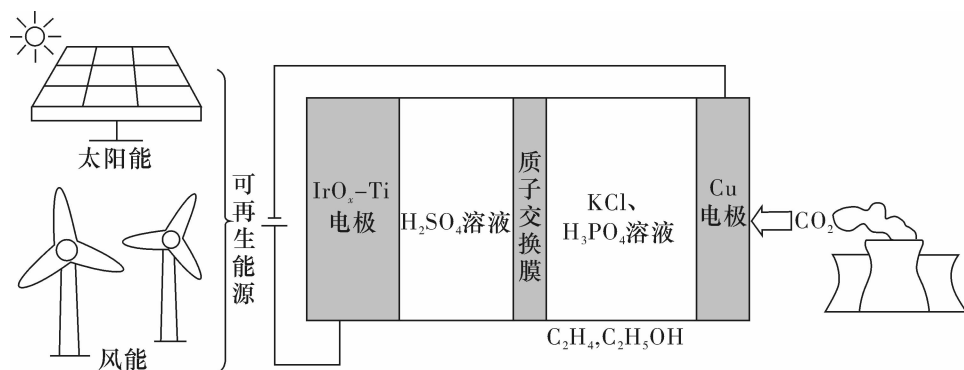 太阳能
风能
可再生能源
IrOₓ-Ti
电极
H₂SO₄溶液
质子交换膜
KCl、
H₃PO₄溶液
Cu
电极
CO₂
C₂H₄,C₂H₅OH